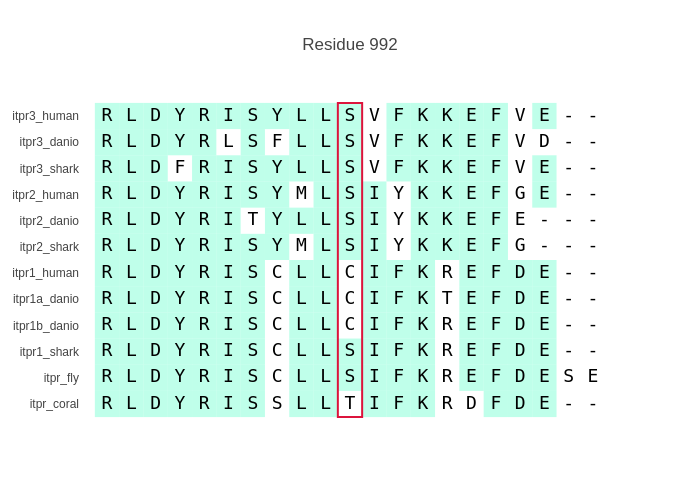 Residue 992
itpr3_human R L D Y R I S Y L L S V F K K E F V E - -
itpr3_danio R L D Y R L S F L L S V F K K E F V D - -
itpr3_shark R L D F R I S Y L L S V F K K E F V E - -
itpr2_human R L D Y R I S Y M L S I Y K K E F G E - -
itpr2_danio R L D Y R I T Y L L S I Y K K E F E - - -
itpr2_shark R L D Y R I S Y M L S I Y K K E F G - - -
itpr1_human R L D Y R I S C L L C I F K R E F D E - -
itpr1a_danio R L D Y R I S C L L C I F K T E F D E - -
itpr1b_danio R L D Y R I S C L L C I F K R E F D E - -
itpr1_shark R L D Y R I S C L L S I F K R E F D E - -
itpr_fly R L D Y R I S C L L S I F K R E F D E S E
itpr_coral R L D Y R I S S L L T I F K R D F D E - -